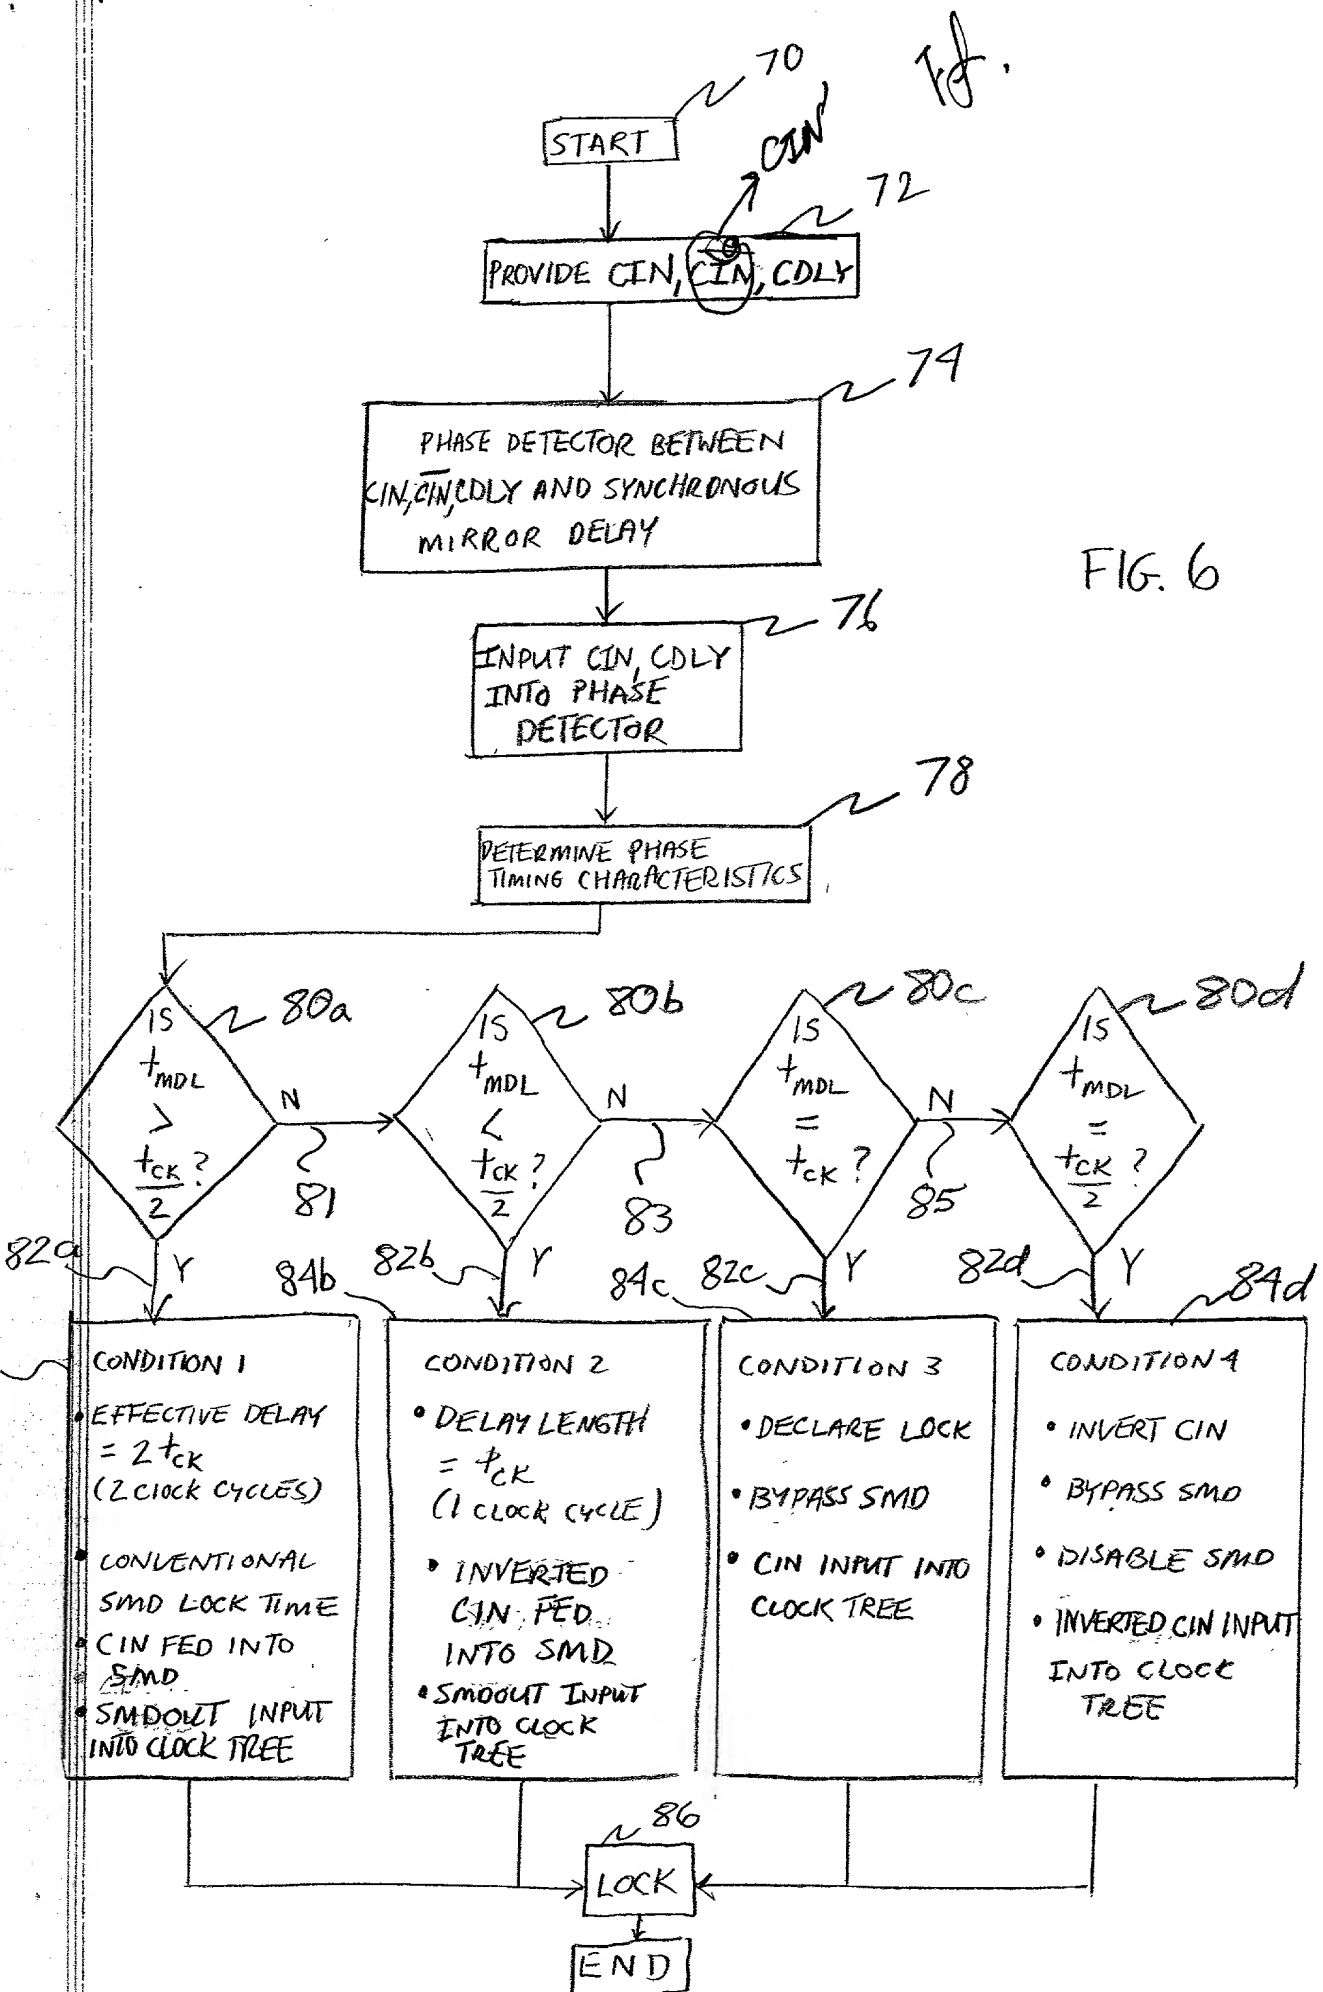 70
START
CIN'
72
PROVIDE CIN, C̅I̅N̅, CDLY
74
PHASE DETECTOR BETWEEN
CIN, C̅I̅N̅, CDLY AND SYNCHRONOUS
MIRROR DELAY
FIG. 6
76
INPUT CIN, CDLY
INTO PHASE
DETECTOR
78
DETERMINE PHASE
TIMING CHARACTERISTICS
80a
IS
tMDL
>
tCK/2 ?
N
81
82a
Y
80b
IS
tMDL
<
tCK/2 ?
N
83
82b
Y
80c
IS
tMDL
=
tCK ?
N
85
82c
Y
80d
IS
tMDL
=
tCK/2 ?
82d
Y
CONDITION 1
• EFFECTIVE DELAY
= 2 tCK
(2 CLOCK CYCLES)
• CONVENTIONAL
SMD LOCK TIME
• CIN FED INTO
SMD
• SMDOUT INPUT
INTO CLOCK TREE
84b
CONDITION 2
• DELAY LENGTH
= tCK
(1 CLOCK CYCLE)
• INVERTED
CIN FED
INTO SMD
• SMDOUT INPUT
INTO CLOCK
TREE
84c
CONDITION 3
• DECLARE LOCK
• BYPASS SMD
• CIN INPUT INTO
CLOCK TREE
84d
CONDITION 4
• INVERT CIN
• BYPASS SMD
• DISABLE SMD
• INVERTED CIN INPUT
INTO CLOCK
TREE
86
LOCK
END